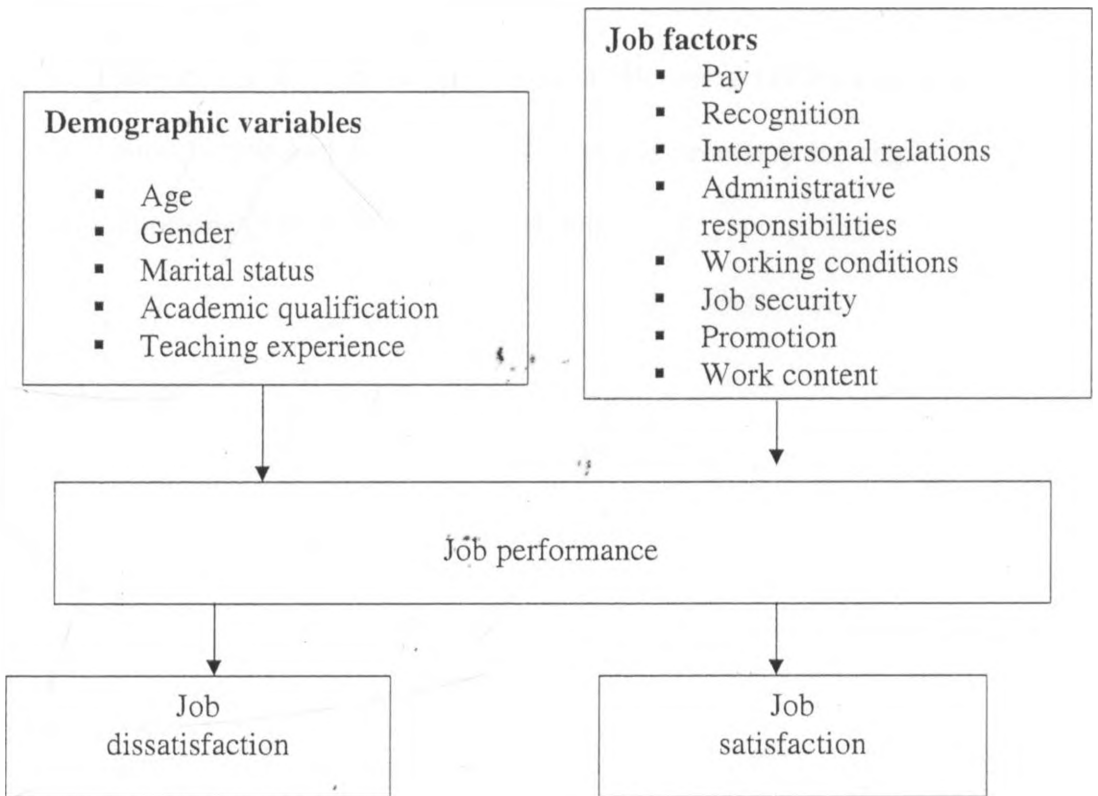 Demographic variables
▪ Age
▪ Gender
▪ Marital status
▪ Academic qualification
▪ Teaching experience
Job factors
▪ Pay
▪ Recognition
▪ Interpersonal relations
▪ Administrative
responsibilities
▪ Working conditions
▪ Job security
▪ Promotion
▪ Work content
Job performance
Job
dissatisfaction
Job
satisfaction